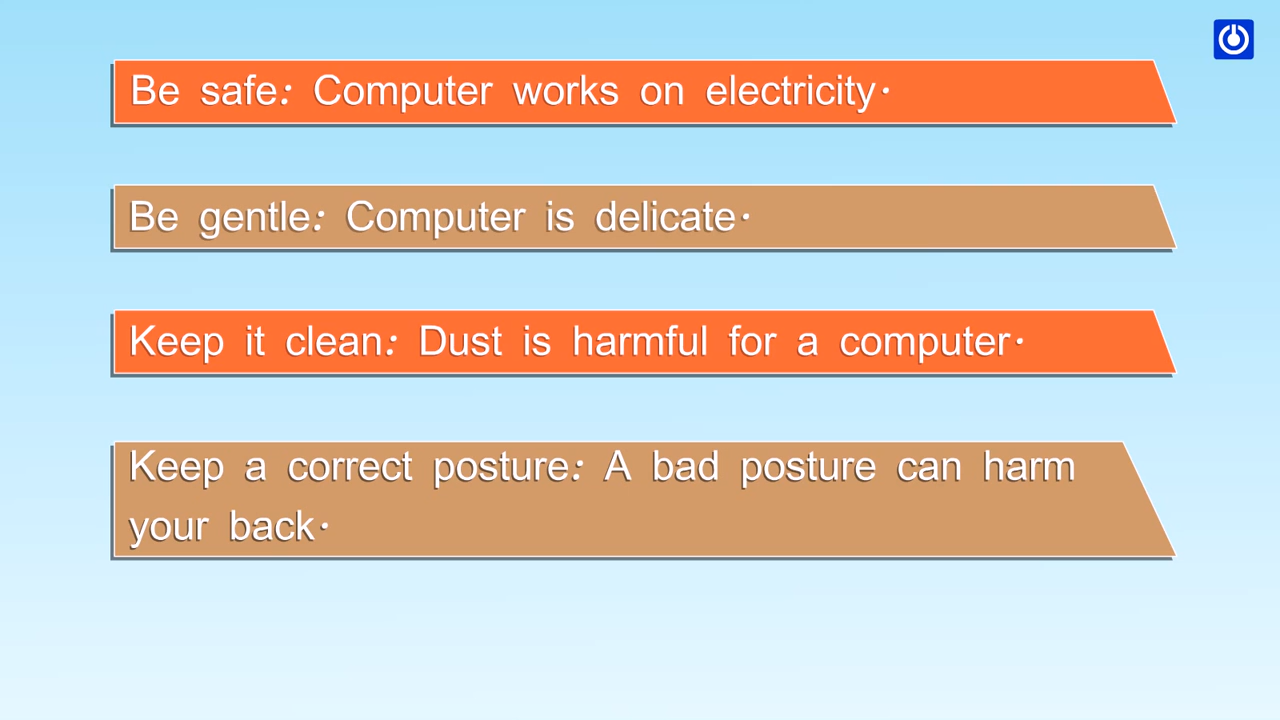 Be safe: Computer works on electricity.
Be gentle: Computer is delicate.
Keep it clean: Dust is harmful for a computer.
Keep a correct posture: A bad posture can harm
your back.